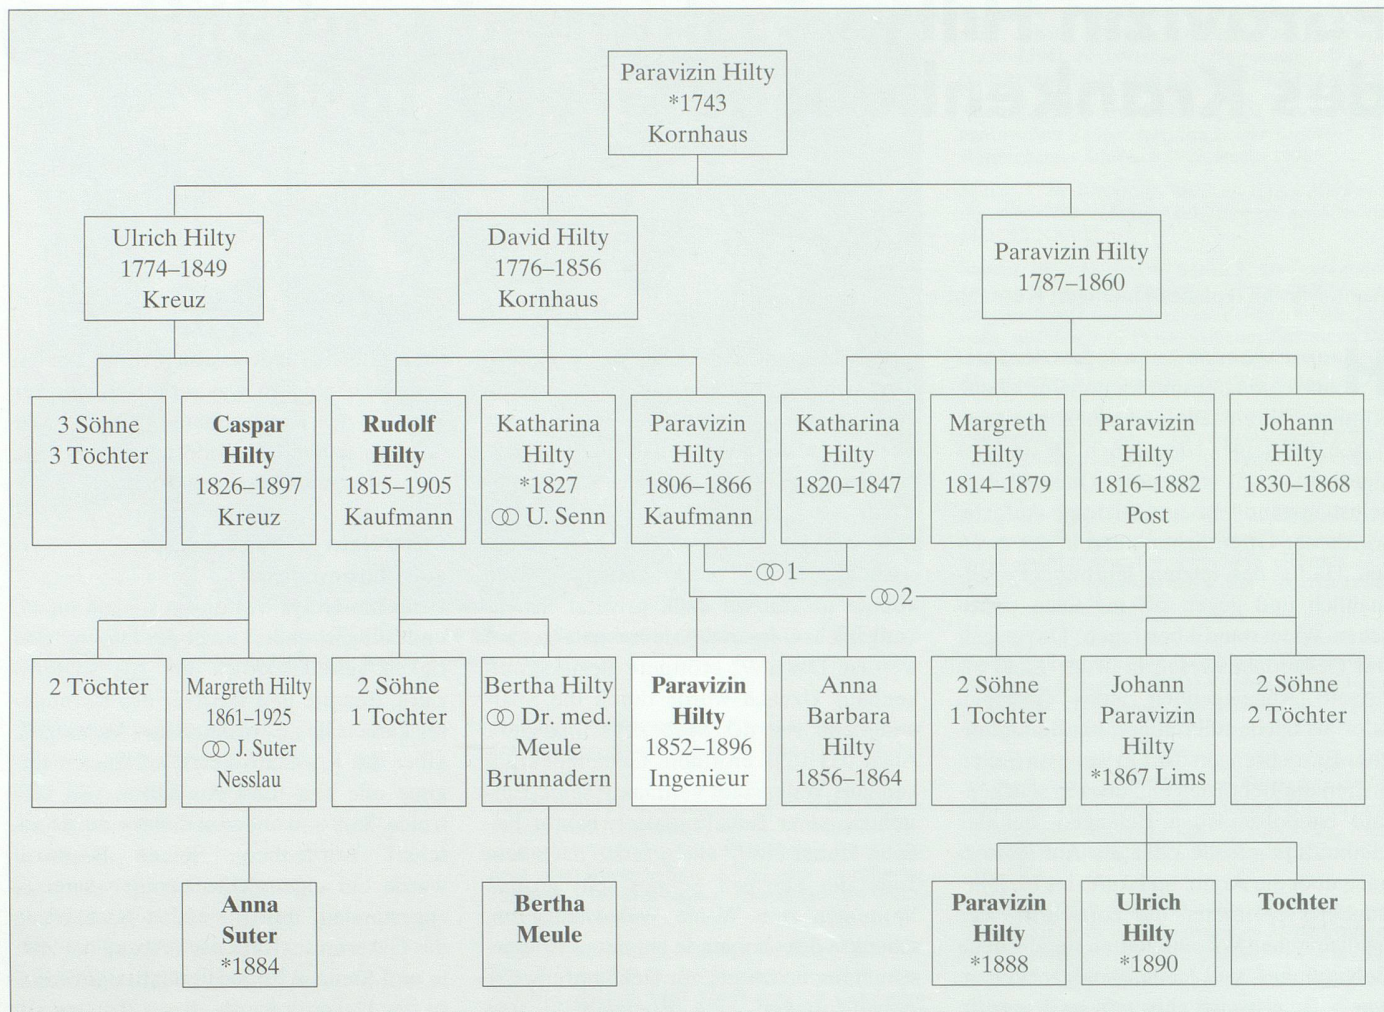 Paravizin Hilty
*1743
Kornhaus
Ulrich Hilty
1774–1849
Kreuz
David Hilty
1776–1856
Kornhaus
Paravizin Hilty
1787–1860
3 Söhne
3 Töchter
Caspar
Hilty
1826–1897
Kreuz
Rudolf
Hilty
1815–1905
Kaufmann
Katharina
Hilty
*1827
⚭ U. Senn
Paravizin
Hilty
1806–1866
Kaufmann
Katharina
Hilty
1820–1847
Margreth
Hilty
1814–1879
Paravizin
Hilty
1816–1882
Post
Johann
Hilty
1830–1868
⚭ 1
⚭ 2
2 Töchter
Margreth Hilty
1861–1925
⚭ J. Suter
Nesslau
2 Söhne
1 Tochter
Bertha Hilty
⚭ Dr. med.
Meule
Brunnadern
Paravizin
Hilty
1852–1896
Ingenieur
Anna
Barbara
Hilty
1856–1864
2 Söhne
1 Tochter
Johann
Paravizin
Hilty
*1867 Lims
2 Söhne
2 Töchter
Anna
Suter
*1884
Bertha
Meule
Paravizin
Hilty
*1888
Ulrich
Hilty
*1890
Tochter